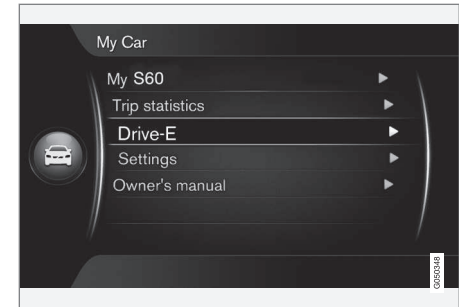 My Car
My S60
Trip statistics
Drive-E
Settings
Owner's manual
G050348